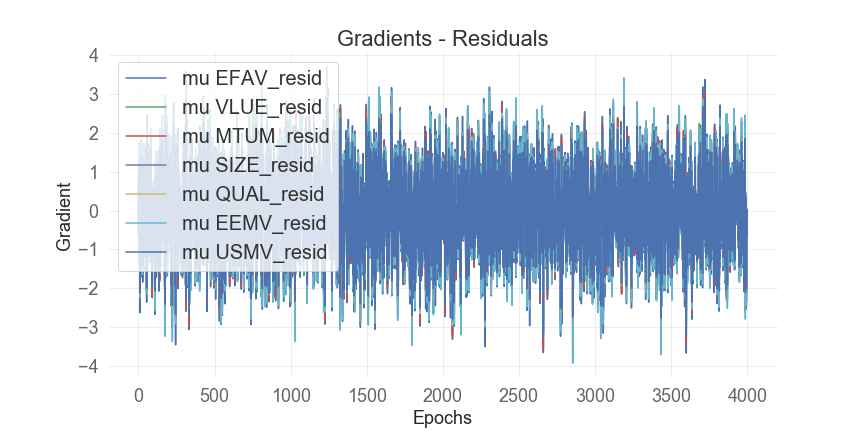 Gradients - Residuals
4
3
2
1
0
−1
−2
−3
−4
Gradient
mu EFAV_resid
mu VLUE_resid
mu MTUM_resid
mu SIZE_resid
mu QUAL_resid
mu EEMV_resid
mu USMV_resid
0 500 1000 1500 2000 2500 3000 3500 4000
Epochs